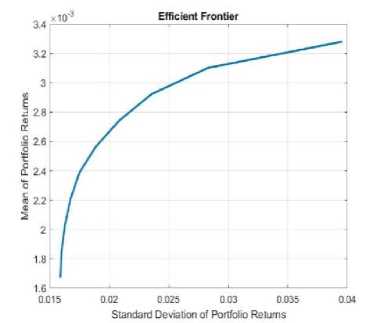 Efficient Frontier
×10⁻³
3.4
3.2
3
2.8
2.6
2.4
2.2
2
1.8
1.6
Mean of Portfolio Returns
0.015 0.02 0.025 0.03 0.035 0.04
Standard Deviation of Portfolio Returns